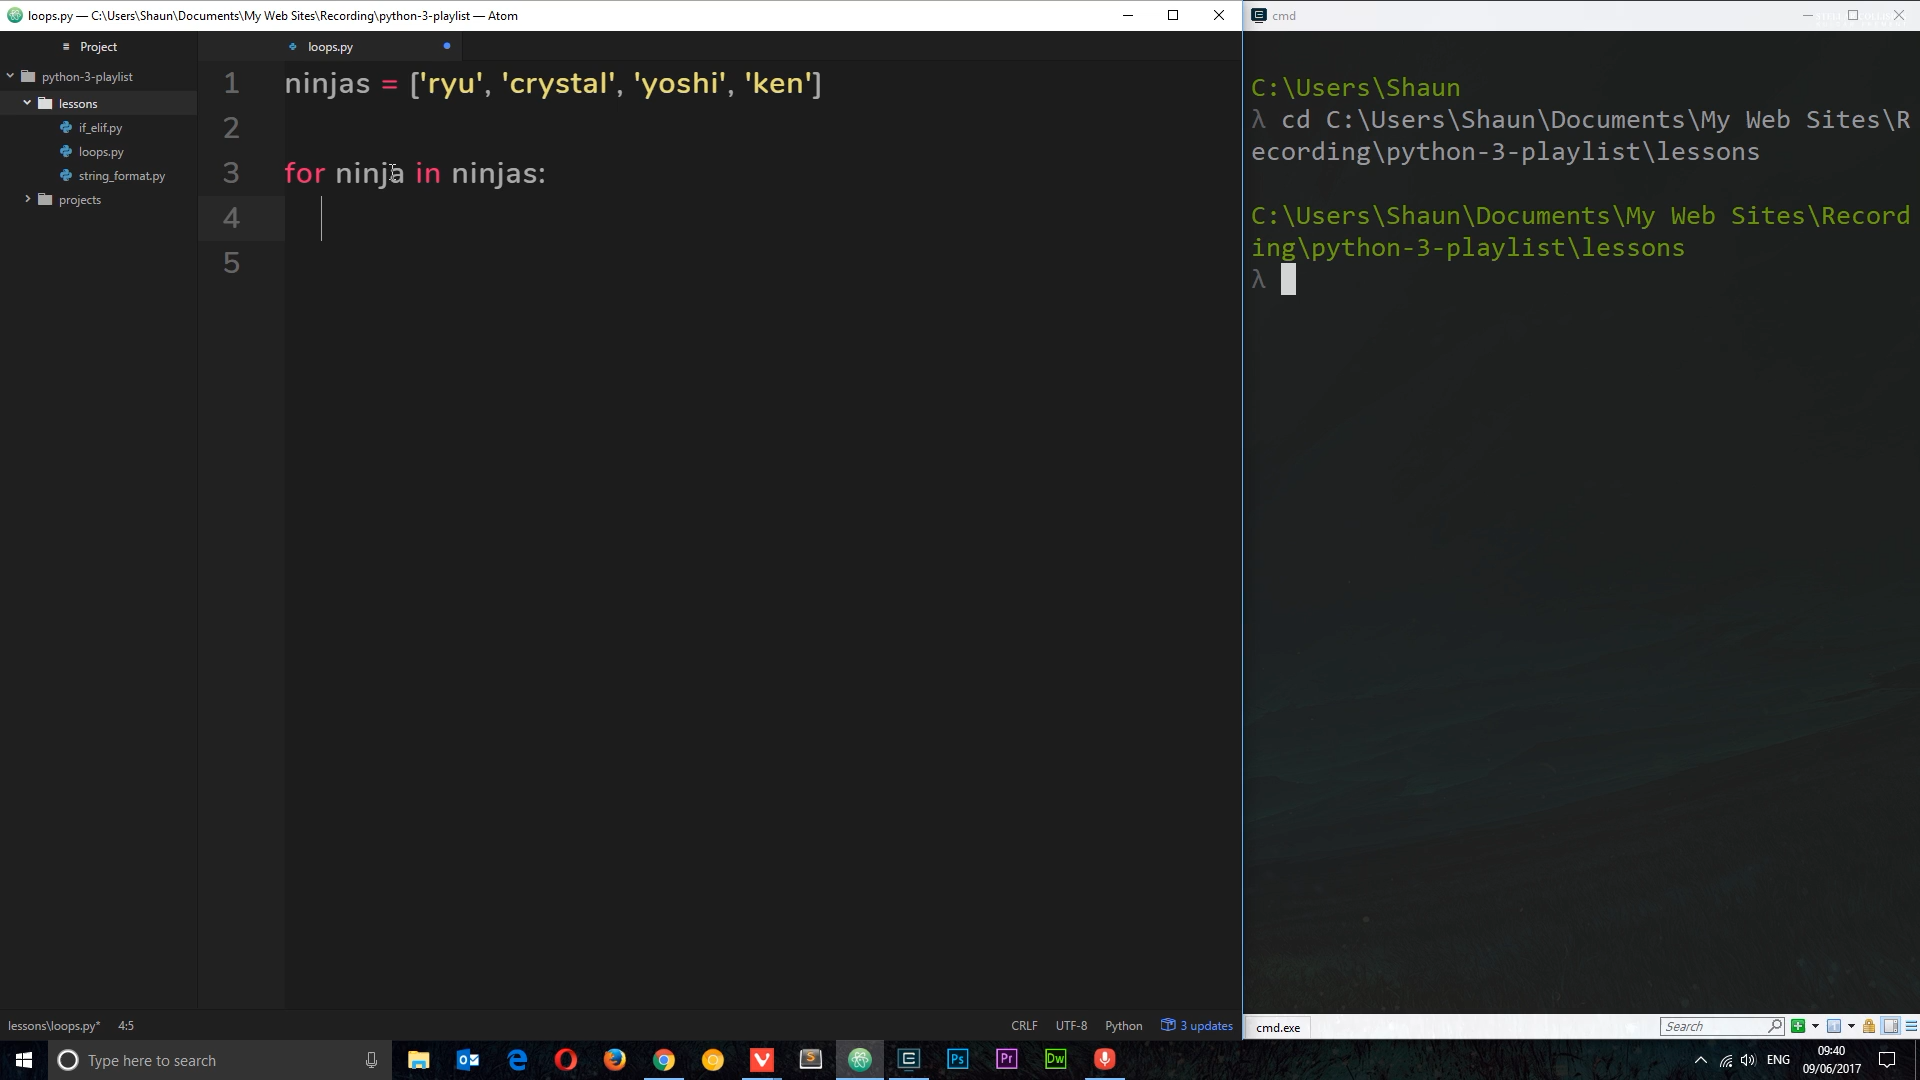 loops.py — C:\Users\Shaun\Documents\My Web Sites\Recording\python-3-playlist — Atom
Project
python-3-playlist
lessons
if_elif.py
loops.py
string_format.py
projects
loops.py
1 ninjas = ['ryu', 'crystal', 'yoshi', 'ken']
2
3 for ninja in ninjas:
4
5
lessons\loops.py* 4:5
CRLF UTF-8 Python 3 updates
cmd
C:\Users\Shaun
λ cd C:\Users\Shaun\Documents\My Web Sites\R
ecording\python-3-playlist\lessons
C:\Users\Shaun\Documents\My Web Sites\Record
ing\python-3-playlist\lessons
λ
cmd.exe
Search
Type here to search
Ps
Pr
Dw
ENG
09:40
09/06/2017